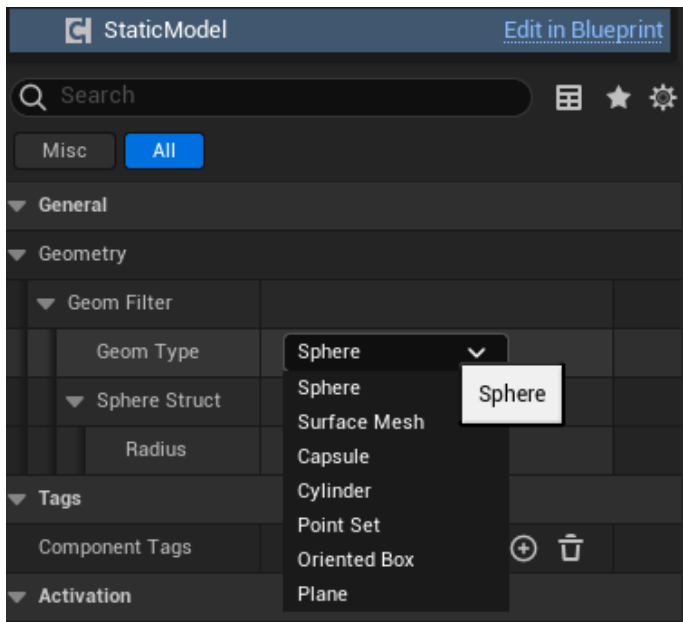 StaticModel Edit in Blueprint
Search
Misc All
General
Geometry
Geom Filter
Geom Type Sphere
Sphere Struct
Radius
Sphere
Surface Mesh
Capsule
Cylinder
Point Set
Oriented Box
Plane
Sphere
Tags
Component Tags
Activation